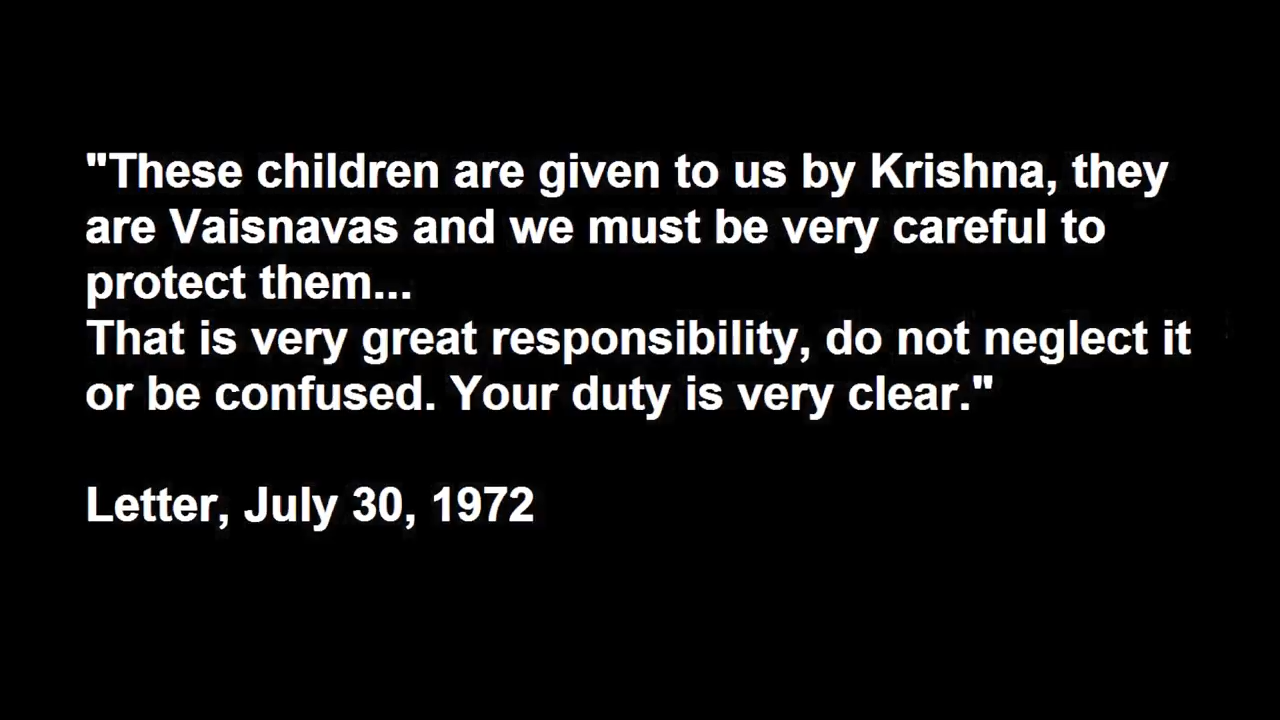 "These children are given to us by Krishna, they
are Vaisnavas and we must be very careful to
protect them...
That is very great responsibility, do not neglect it
or be confused. Your duty is very clear."
Letter, July 30, 1972